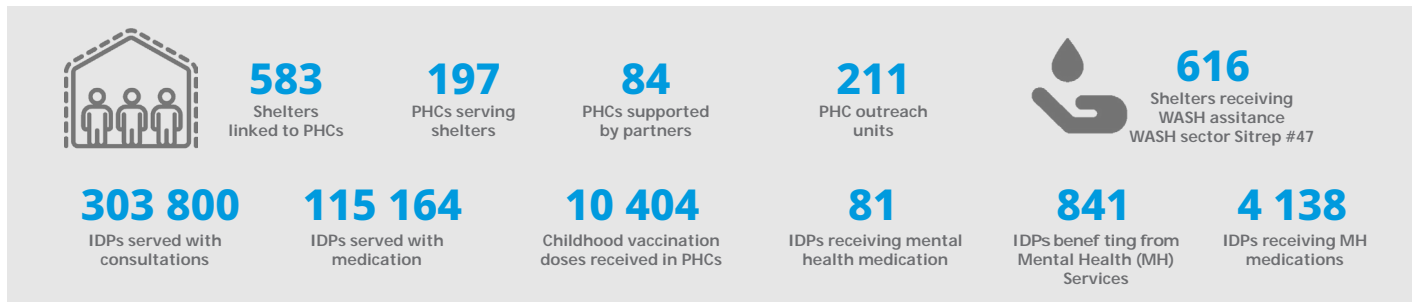 583
Shelters
linked to PHCs
197
PHCs serving
shelters
84
PHCs supported
by partners
211
PHC outreach
units
616
Shelters receiving
WASH assitance
WASH sector Sitrep #47
303 800
IDPs served with
consultations
115 164
IDPs served with
medication
10 404
Childhood vaccination
doses received in PHCs
81
IDPs receiving mental
health medication
841
IDPs benef ting from
Mental Health (MH)
Services
4 138
IDPs receiving MH
medications